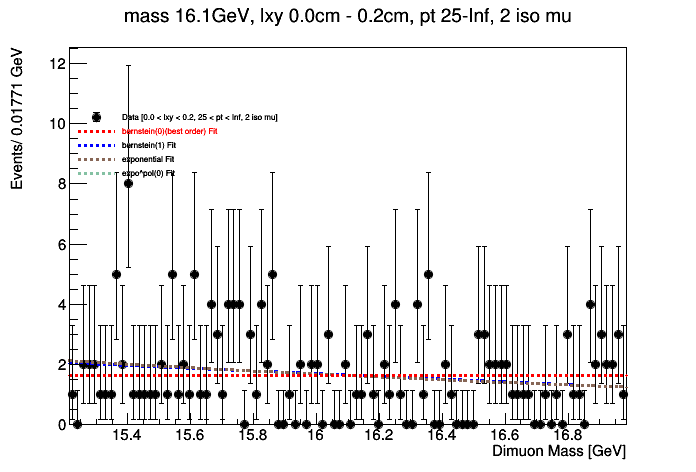 mass 16.1GeV, lxy 0.0cm - 0.2cm, pt 25-Inf, 2 iso mu
Events/ 0.01771 GeV
12
10
8
6
4
2
0
Data [0.0 < lxy < 0.2, 25 < pt < Inf, 2 iso mu]
bernstein(0)(best order) Fit
bernstein(1) Fit
exponential Fit
expo*pol(0) Fit
15.4 15.6 15.8 16 16.2 16.4 16.6 16.8
Dimuon Mass [GeV]